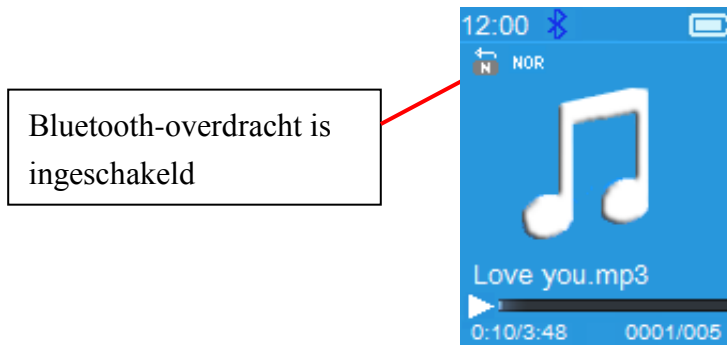 12:00
N NOR
Bluetooth-overdracht is
ingeschakeld
Love you.mp3
0:10/3:48 0001/005